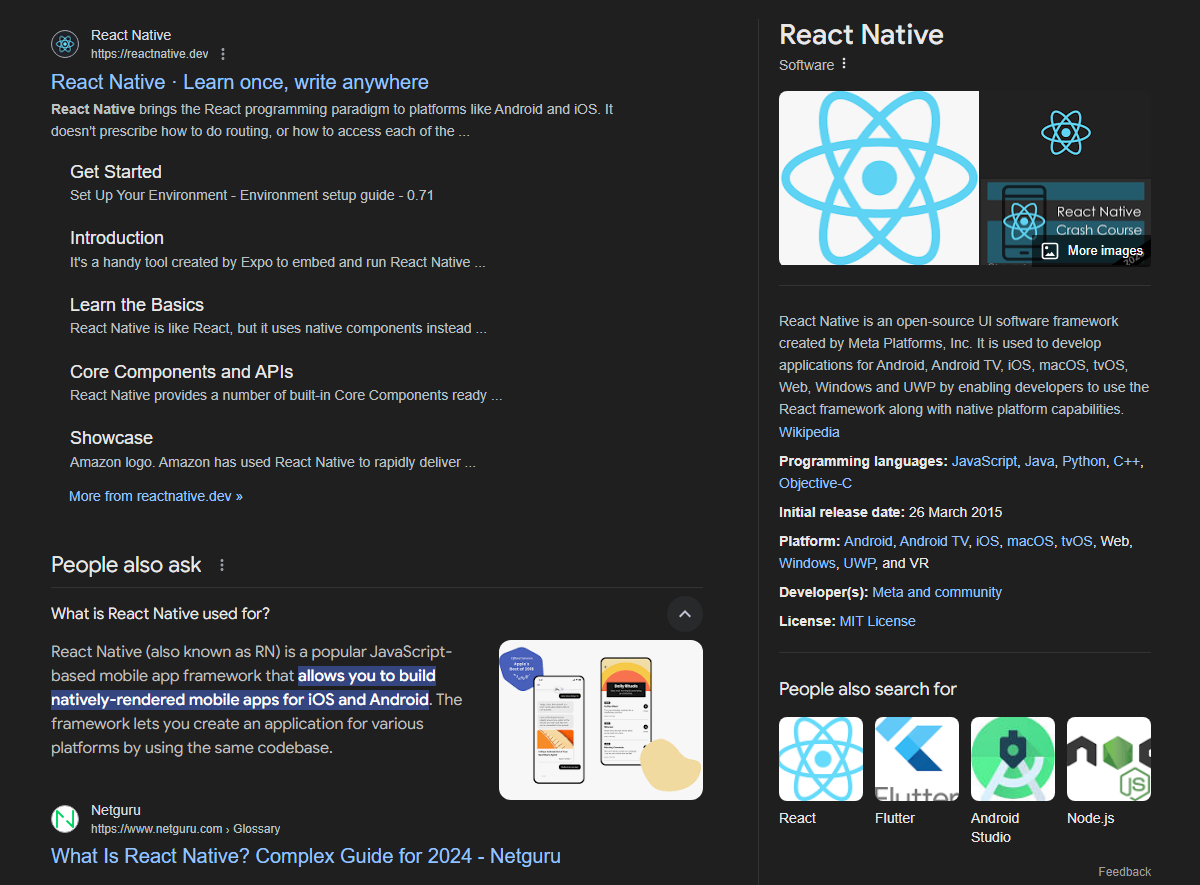 React Native
https://reactnative.dev
React Native · Learn once, write anywhere
React Native brings the React programming paradigm to platforms like Android and iOS. It
doesn't prescribe how to do routing, or how to access each of the ...
Get Started
Set Up Your Environment - Environment setup guide - 0.71
Introduction
It's a handy tool created by Expo to embed and run React Native ...
Learn the Basics
React Native is like React, but it uses native components instead ...
Core Components and APIs
React Native provides a number of built-in Core Components ready ...
Showcase
Amazon logo. Amazon has used React Native to rapidly deliver ...
More from reactnative.dev »
People also ask
What is React Native used for?
React Native (also known as RN) is a popular JavaScript-
based mobile app framework that allows you to build
natively-rendered mobile apps for iOS and Android. The
framework lets you create an application for various
platforms by using the same codebase.
Apple's
Best of 2018
Daily Rituals
Netguru
https://www.netguru.com › Glossary
What Is React Native? Complex Guide for 2024 - Netguru
React Native
Software
React Native
Crash Course
More images
React Native is an open-source UI software framework
created by Meta Platforms, Inc. It is used to develop
applications for Android, Android TV, iOS, macOS, tvOS,
Web, Windows and UWP by enabling developers to use the
React framework along with native platform capabilities.
Wikipedia
Programming languages: JavaScript, Java, Python, C++,
Objective-C
Initial release date: 26 March 2015
Platform: Android, Android TV, iOS, macOS, tvOS, Web,
Windows, UWP, and VR
Developer(s): Meta and community
License: MIT License
People also search for
Flutter
JS
React
Flutter
Android
Studio
Node.js
Feedback